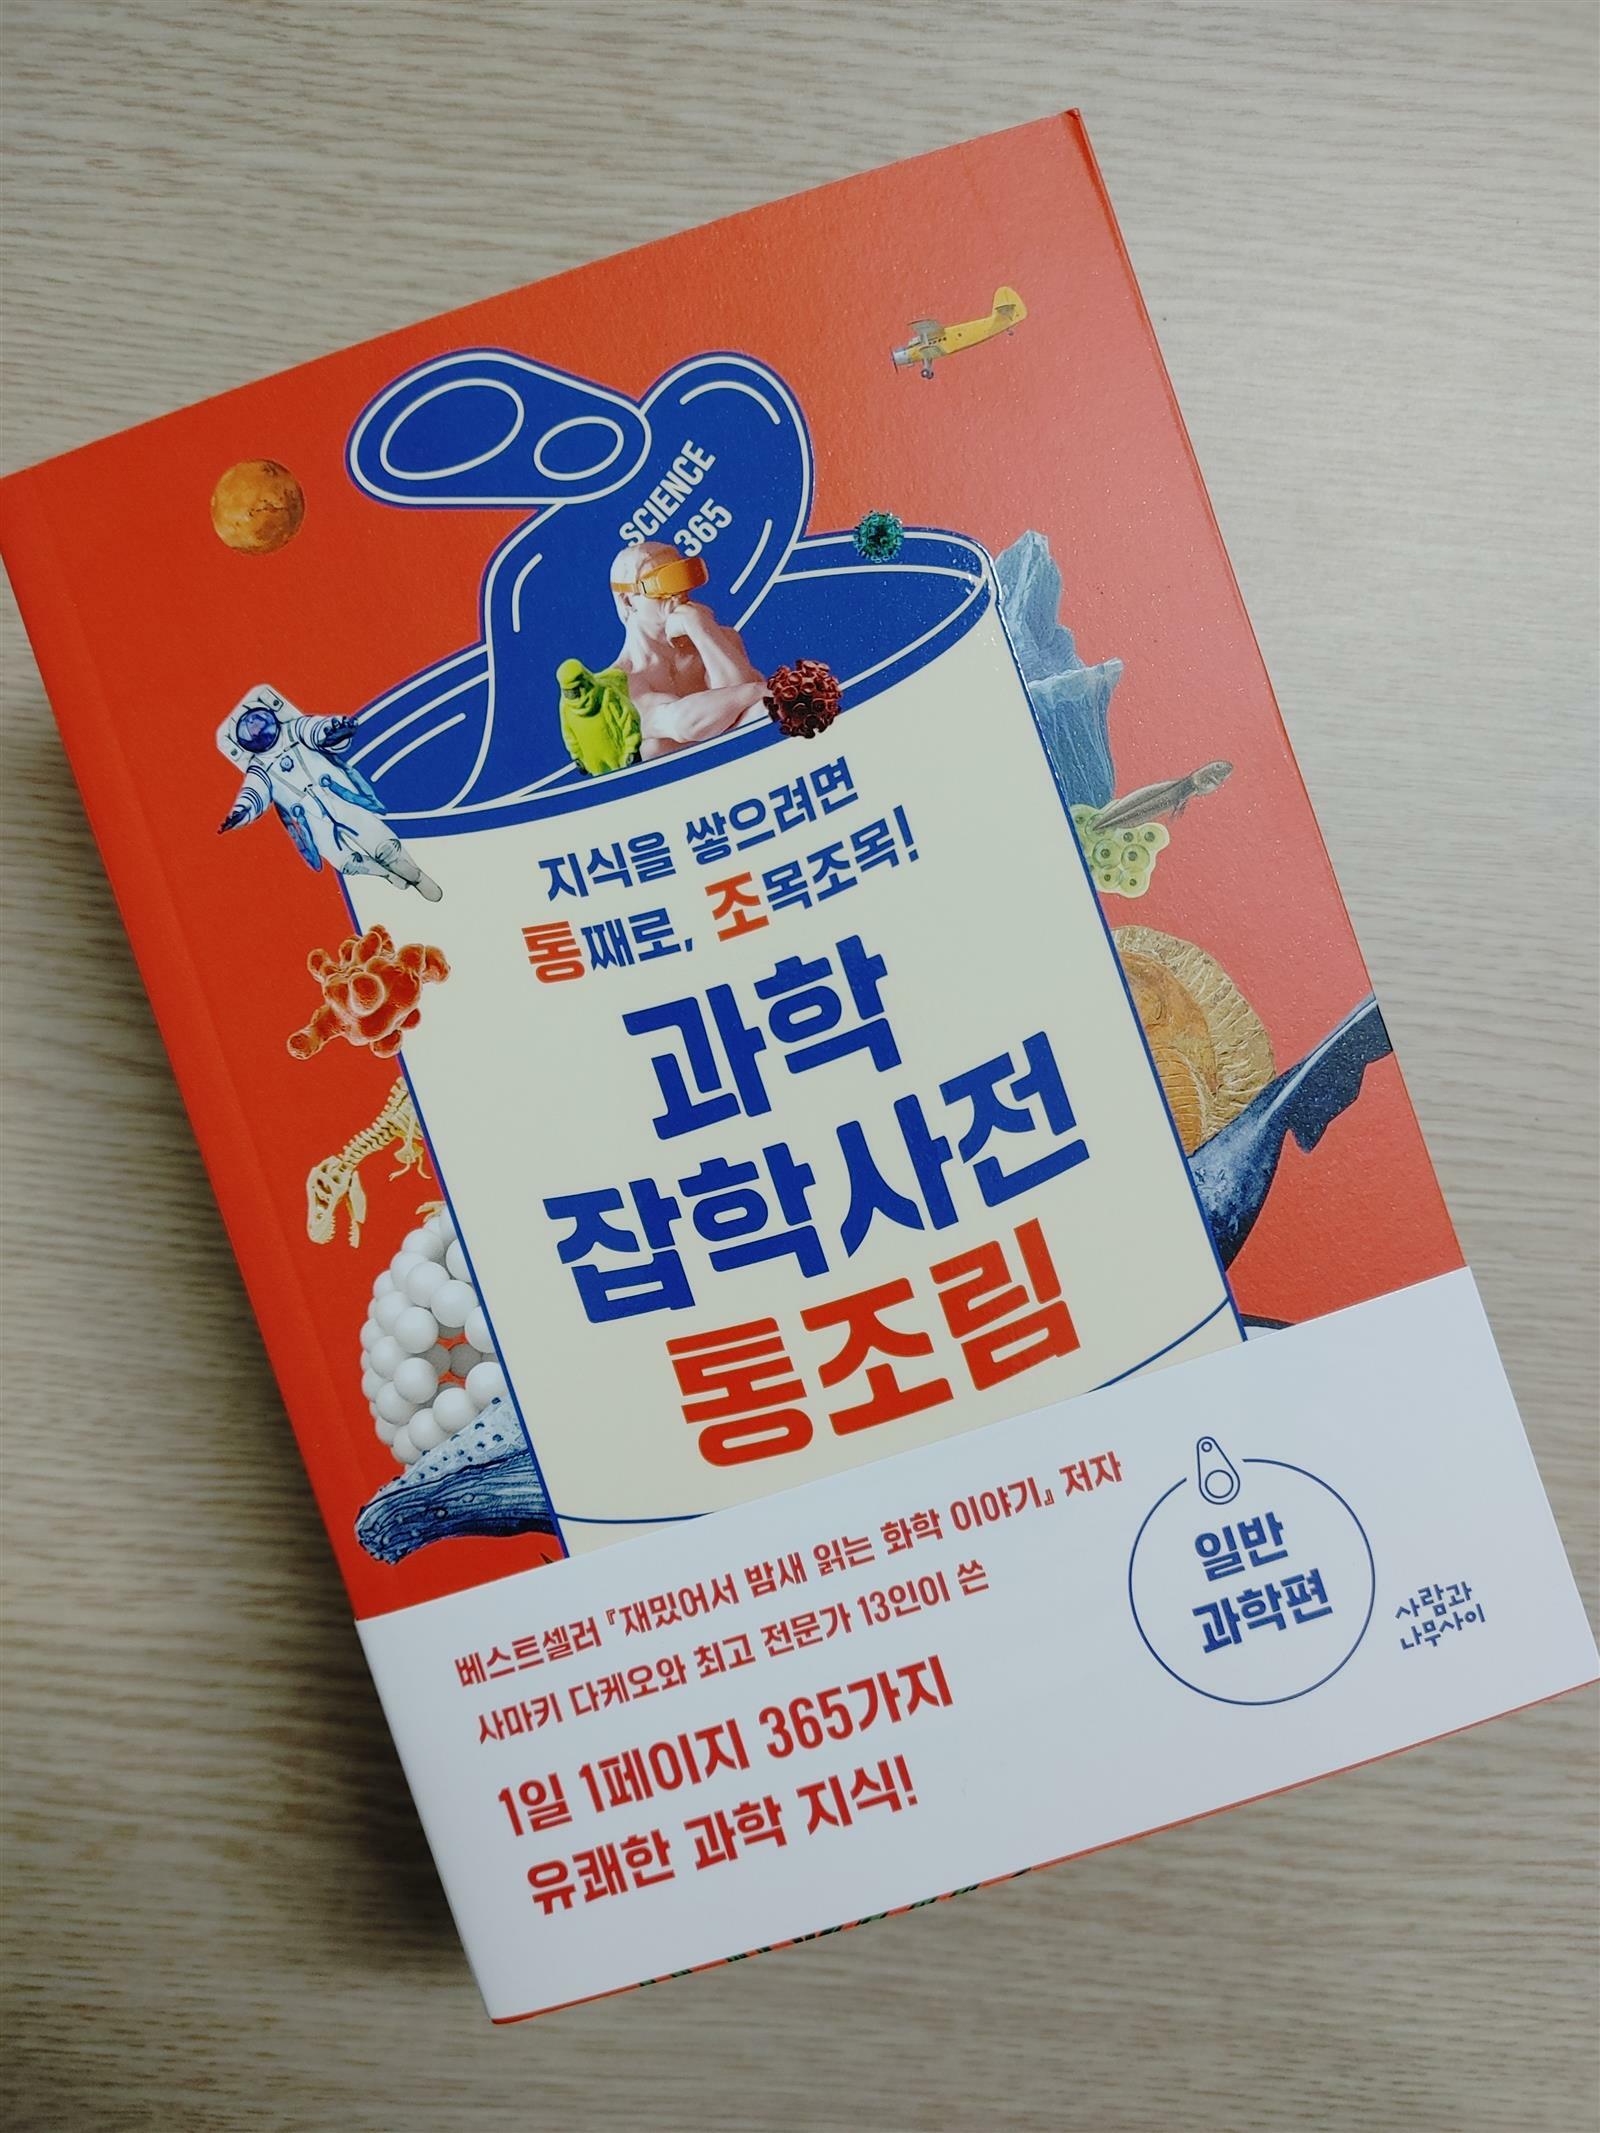 SCIENCE
365
지식을 쌓으려면
통째로, 조목조목!
과학
잡학사전
통조림
베스트셀러 『재밌어서 밤새 읽는 화학 이야기』 저자
사마키 다케오와 최고 전문가 13인이 쓴
1일 1페이지 365가지
유쾌한 과학 지식!
일반
과학편
사람과
나무사이